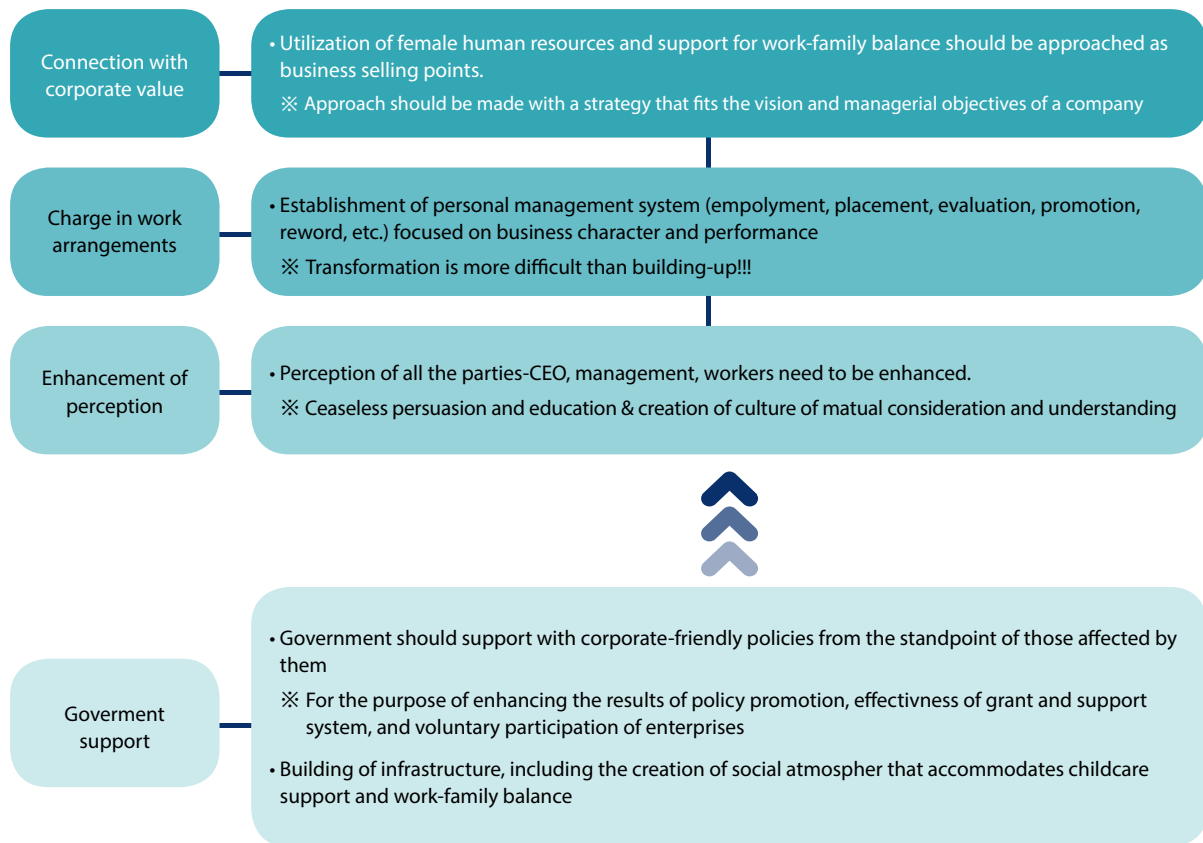 Connection with
corporate value
• Utilization of female human resources and support for work-family balance should be approached as
business selling points.
※ Approach should be made with a strategy that fits the vision and managerial objectives of a company
Charge in work
arrangements
• Establishment of personal management system (empolyment, placement, evaluation, promotion,
reword, etc.) focused on business character and performance
※ Transformation is more difficult than building-up!!!
Enhancement of
perception
• Perception of all the parties-CEO, management, workers need to be enhanced.
※ Ceaseless persuasion and education & creation of culture of matual consideration and understanding
Goverment
support
• Government should support with corporate-friendly policies from the standpoint of those affected by
them
※ For the purpose of enhancing the results of policy promotion, effectivness of grant and support
system, and voluntary participation of enterprises
• Building of infrastructure, including the creation of social atmospher that accommodates childcare
support and work-family balance